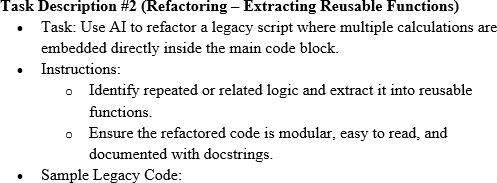 Task Description #2 (Refactoring – Extracting Reusable Functions)
• Task: Use AI to refactor a legacy script where multiple calculations are
embedded directly inside the main code block.
• Instructions:
o Identify repeated or related logic and extract it into reusable
functions.
o Ensure the refactored code is modular, easy to read, and
documented with docstrings.
• Sample Legacy Code: